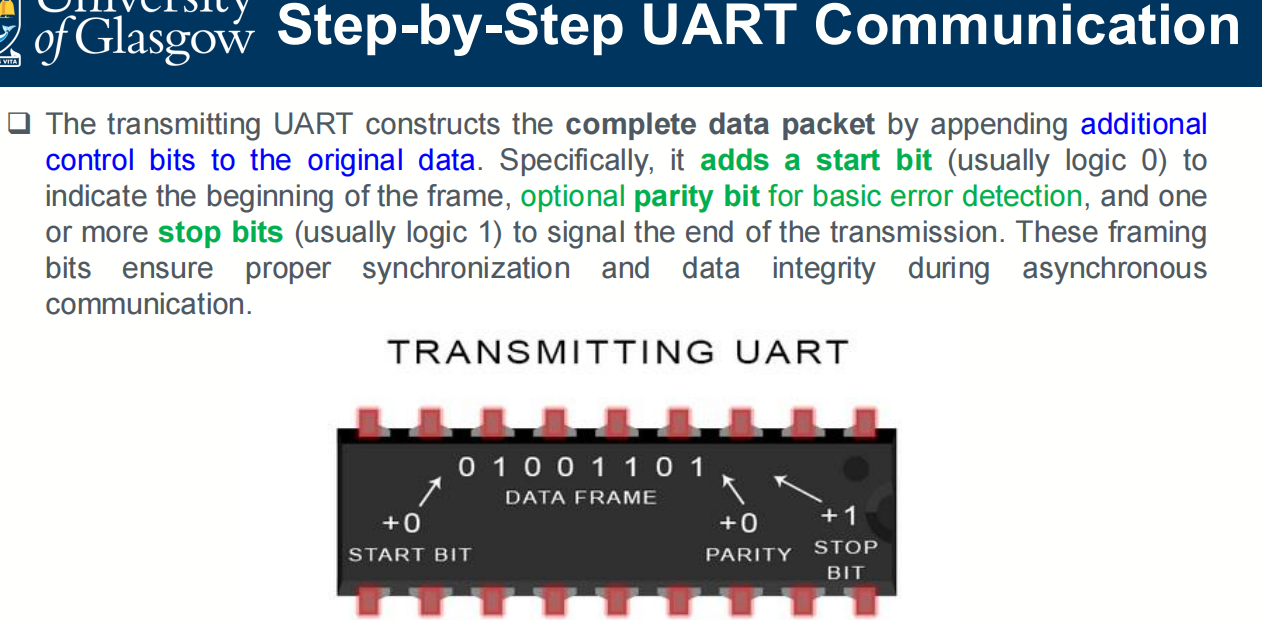 University
of Glasgow
VITA
Step-by-Step UART Communication
❑ The transmitting UART constructs the complete data packet by appending additional
control bits to the original data. Specifically, it adds a start bit (usually logic 0) to
indicate the beginning of the frame, optional parity bit for basic error detection, and one
or more stop bits (usually logic 1) to signal the end of the transmission. These framing
bits ensure proper synchronization and data integrity during asynchronous
communication.
TRANSMITTING UART
0 1 0 0 1 1 0 1
DATA FRAME
+0
START BIT
+0
PARITY
+1
STOP
BIT